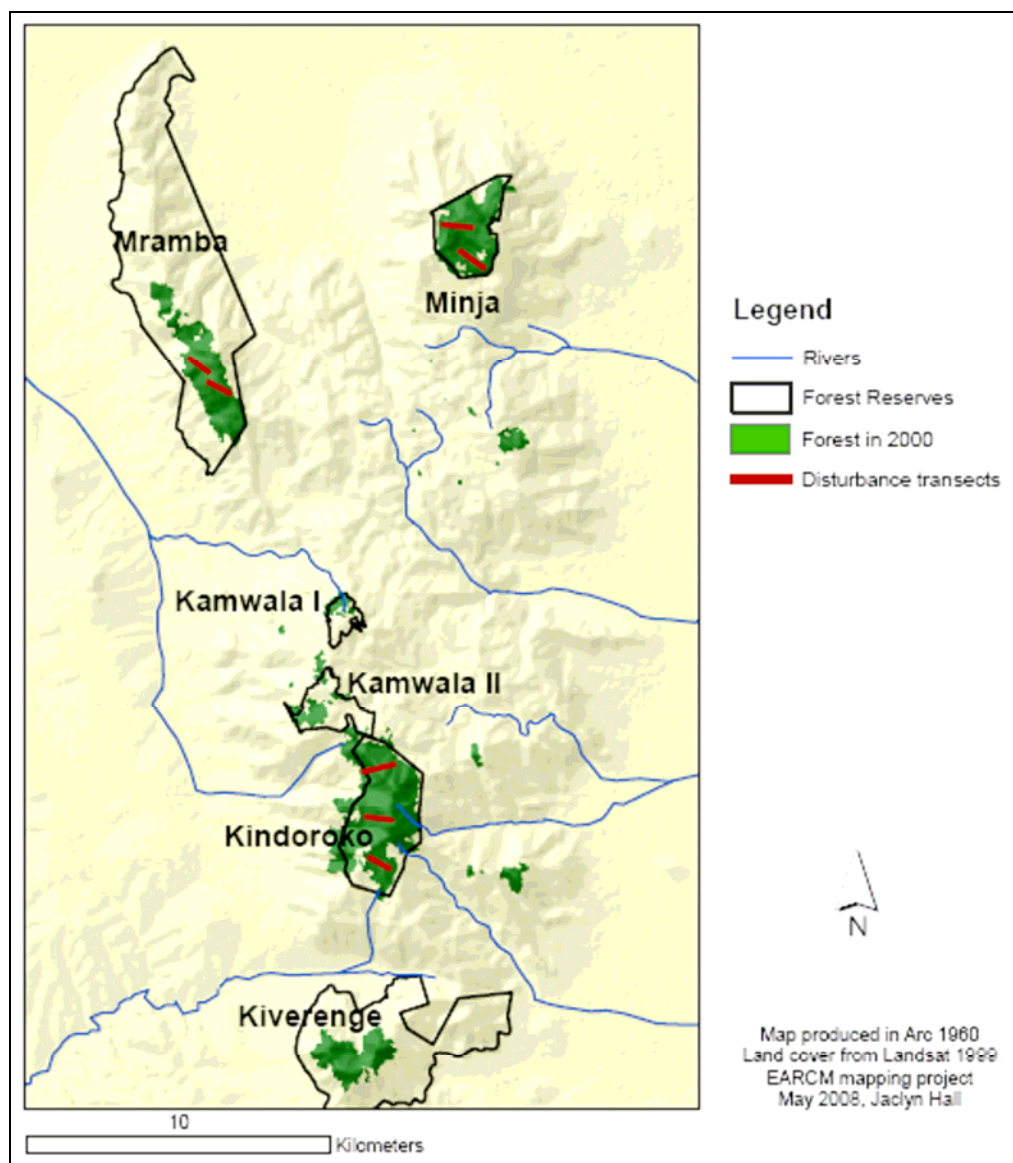 Mramba
Minja
Kamwala I
Kamwala II
Kindoroko
Kiverenge
Legend
Rivers
Forest Reserves
Forest in 2000
Disturbance transects
N
Map produced in Arc 1960
Land cover from Landsat 1999
EARCM mapping project
May 2008, Jaclyn Hall
10
Kilometers